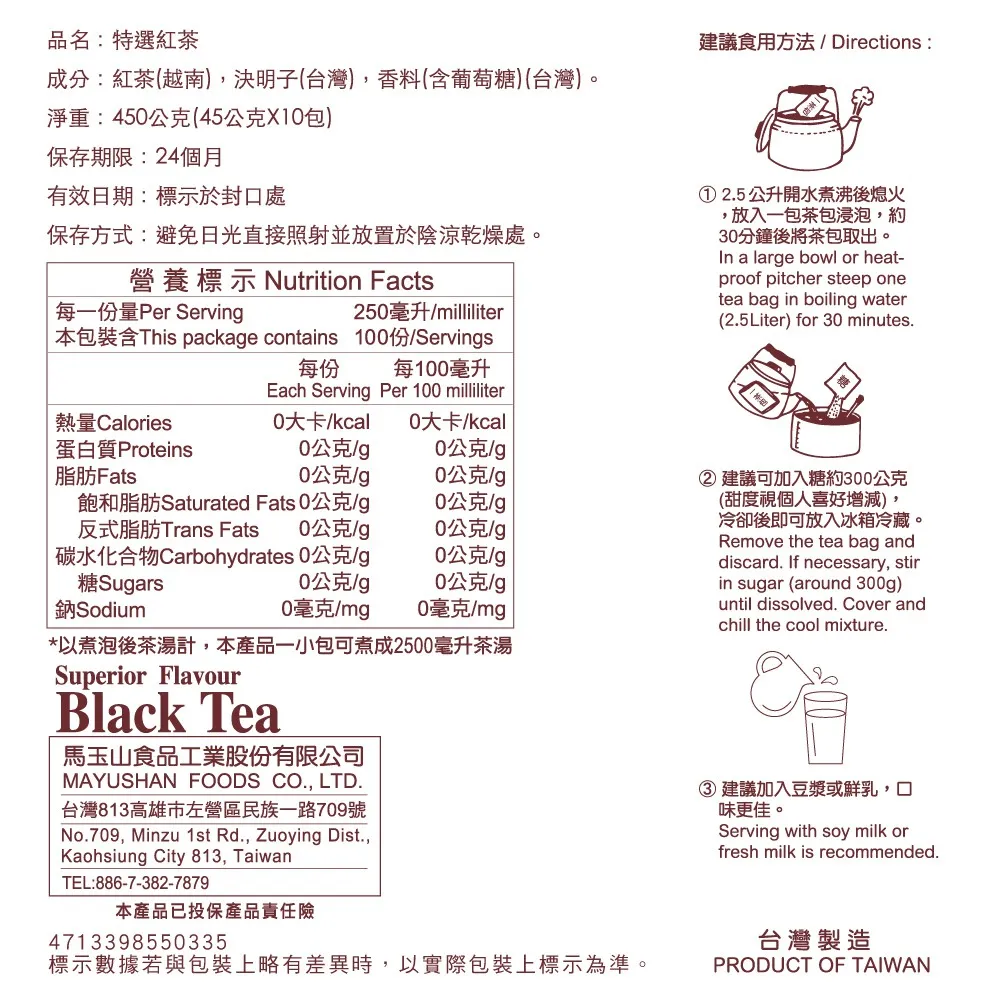 品名：特選紅茶
成分：紅茶(越南)，決明子(台灣)，香料(含葡萄糖)(台灣)。
淨重：450公克(45公克X10包)
保存期限：24個月
有效日期：標示於封口處
保存方式：避免日光直接照射並放置於陰涼乾燥處。
營養標示 Nutrition Facts
每一份量Per Serving 250毫升/milliliter
本包裝含This package contains 100份/Servings
每份 每100毫升
Each Serving Per 100 milliliter
熱量Calories 0大卡/kcal 0大卡/kcal
蛋白質Proteins 0公克/g 0公克/g
脂肪Fats 0公克/g 0公克/g
飽和脂肪Saturated Fats 0公克/g 0公克/g
反式脂肪Trans Fats 0公克/g 0公克/g
碳水化合物Carbohydrates 0公克/g 0公克/g
糖Sugars 0公克/g 0公克/g
鈉Sodium 0毫克/mg 0毫克/mg
*以煮泡後茶湯計，本產品一小包可煮成2500毫升茶湯
Superior Flavour
Black Tea
馬玉山食品工業股份有限公司
MAYUSHAN FOODS CO., LTD.
台灣813高雄市左營區民族一路709號
No.709, Minzu 1st Rd., Zuoying Dist.,
Kaohsiung City 813, Taiwan
TEL:886-7-382-7879
本產品已投保產品責任險
4713398550335
標示數據若與包裝上略有差異時，以實際包裝上標示為準。
建議食用方法 / Directions :
① 2.5公升開水煮沸後熄火
，放入一包茶包浸泡，約
30分鐘後將茶包取出。
In a large bowl or heat-
proof pitcher steep one
tea bag in boiling water
(2.5Liter) for 30 minutes.
糖
② 建議可加入糖約300公克
(甜度視個人喜好增減)，
冷卻後即可放入冰箱冷藏。
Remove the tea bag and
discard. If necessary, stir
in sugar (around 300g)
until dissolved. Cover and
chill the cool mixture.
③ 建議加入豆漿或鮮乳，口
味更佳。
Serving with soy milk or
fresh milk is recommended.
台灣製造
PRODUCT OF TAIWAN